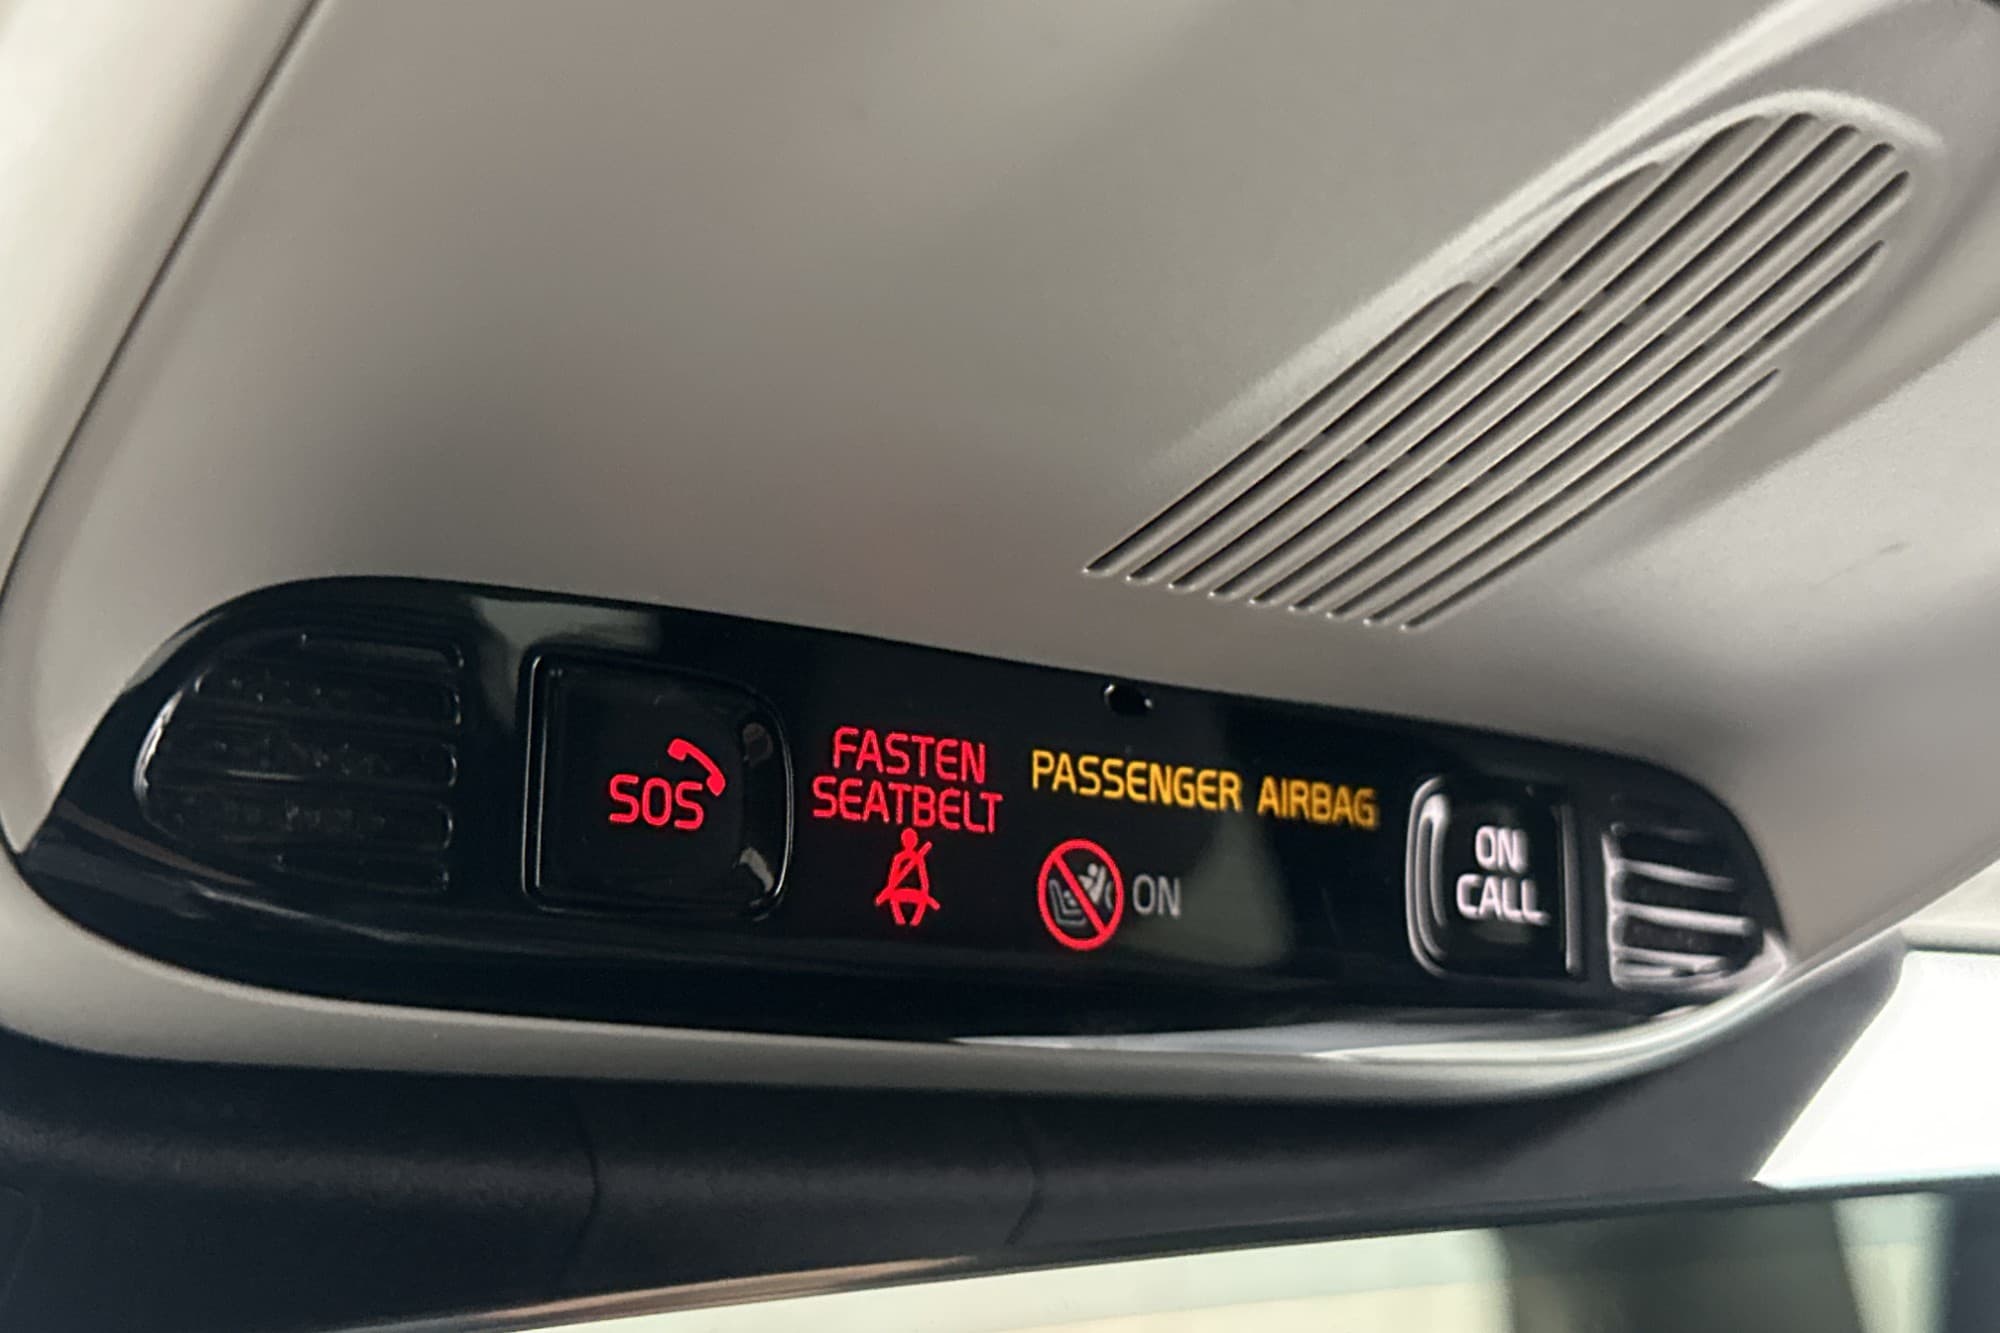 SOS
FASTEN
SEATBELT
PASSENGER AIRBAG
ON
ON
CALL